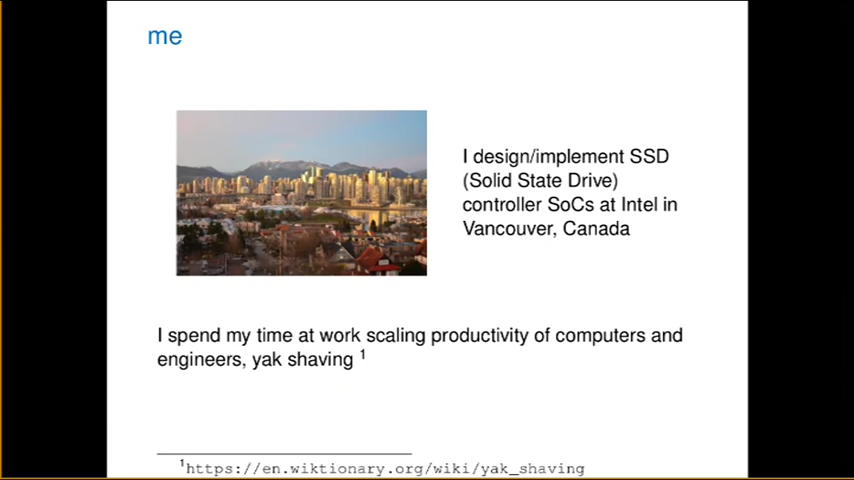 me
I design/implement SSD
(Solid State Drive)
controller SoCs at Intel in
Vancouver, Canada
I spend my time at work scaling productivity of computers and
engineers, yak shaving 1
1https://en.wiktionary.org/wiki/yak_shaving